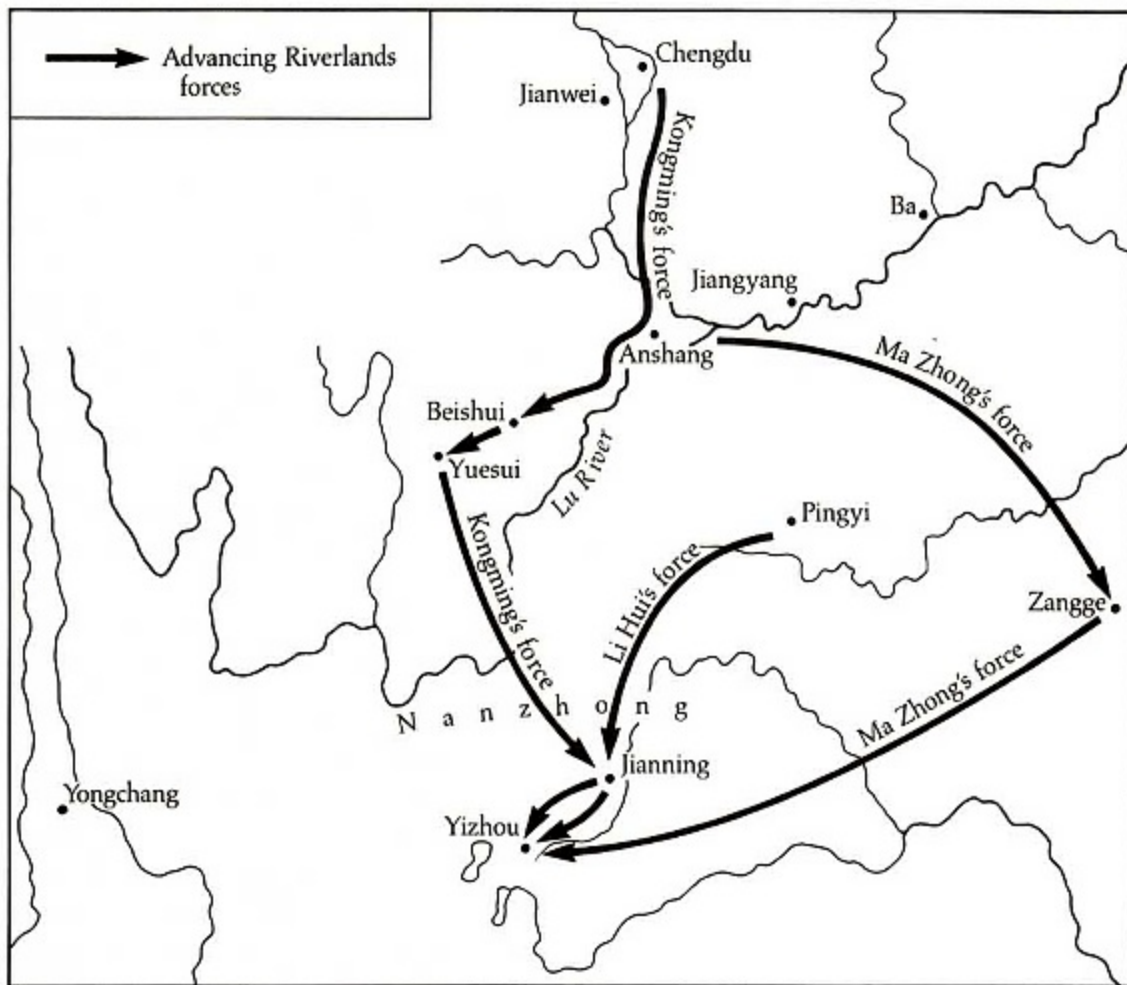 Advancing Riverlands
forces
Chengdu
Jianwei
Kongming's force
Ba
Jiangyang
Anshang
Ma Zhong's force
Beishui
Yuesui
Lu River
Pingyi
Kongming's force
Li Hui's force
Zangge
Ma Zhong's force
Nanzhong
Jianning
Yongchang
Yizhou